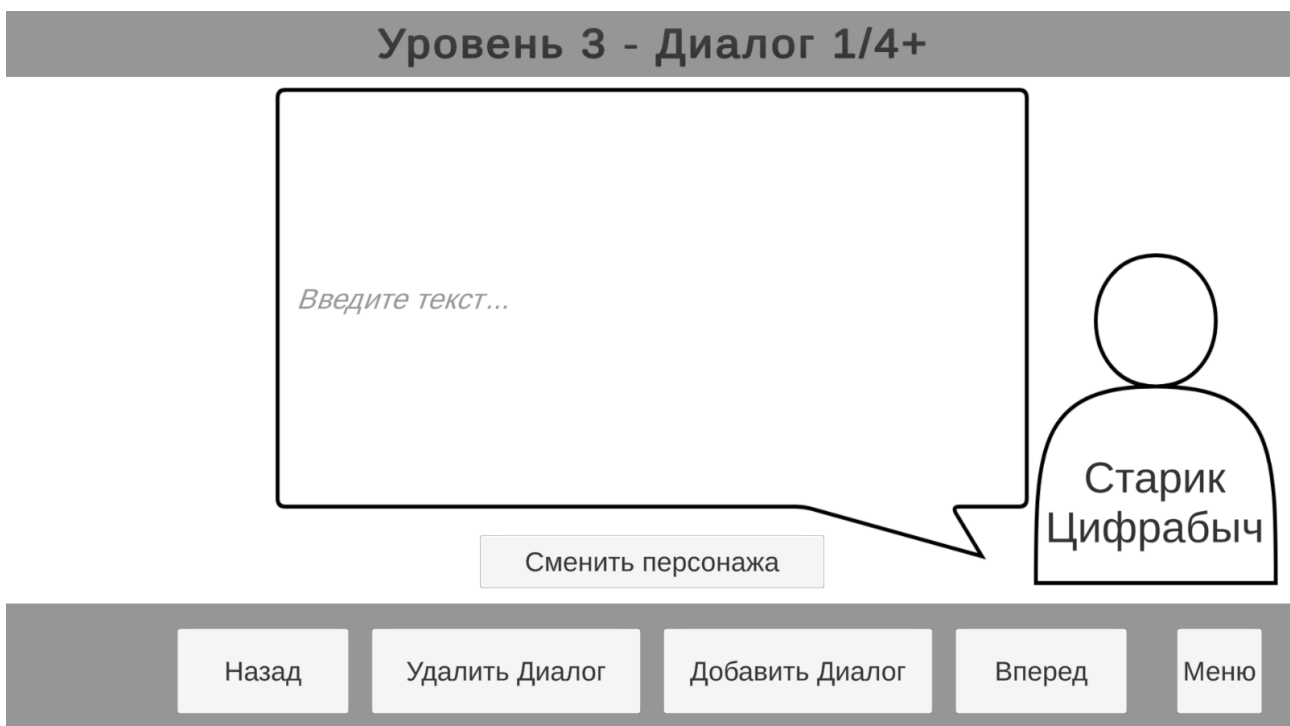 Уровень 3 - Диалог 1/4+
Введите текст...
Старик
Цифрабыч
Сменить персонажа
Назад
Удалить Диалог
Добавить Диалог
Вперед
Меню